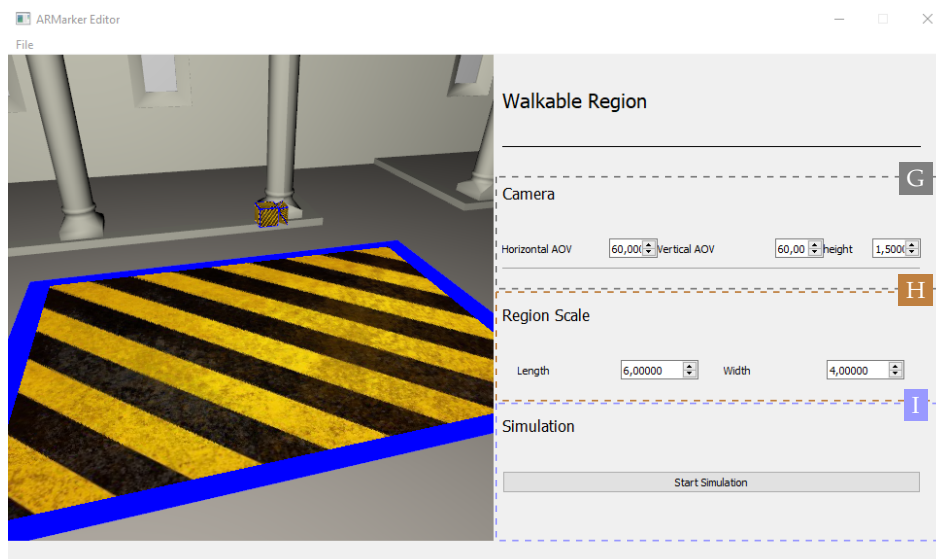 ARMarker Editor
File
Walkable Region
G
Camera
Horizontal AOV 60,00( Vertical AOV 60,00 height 1,5000
H
Region Scale
Length 6,00000 Width 4,00000
I
Simulation
Start Simulation